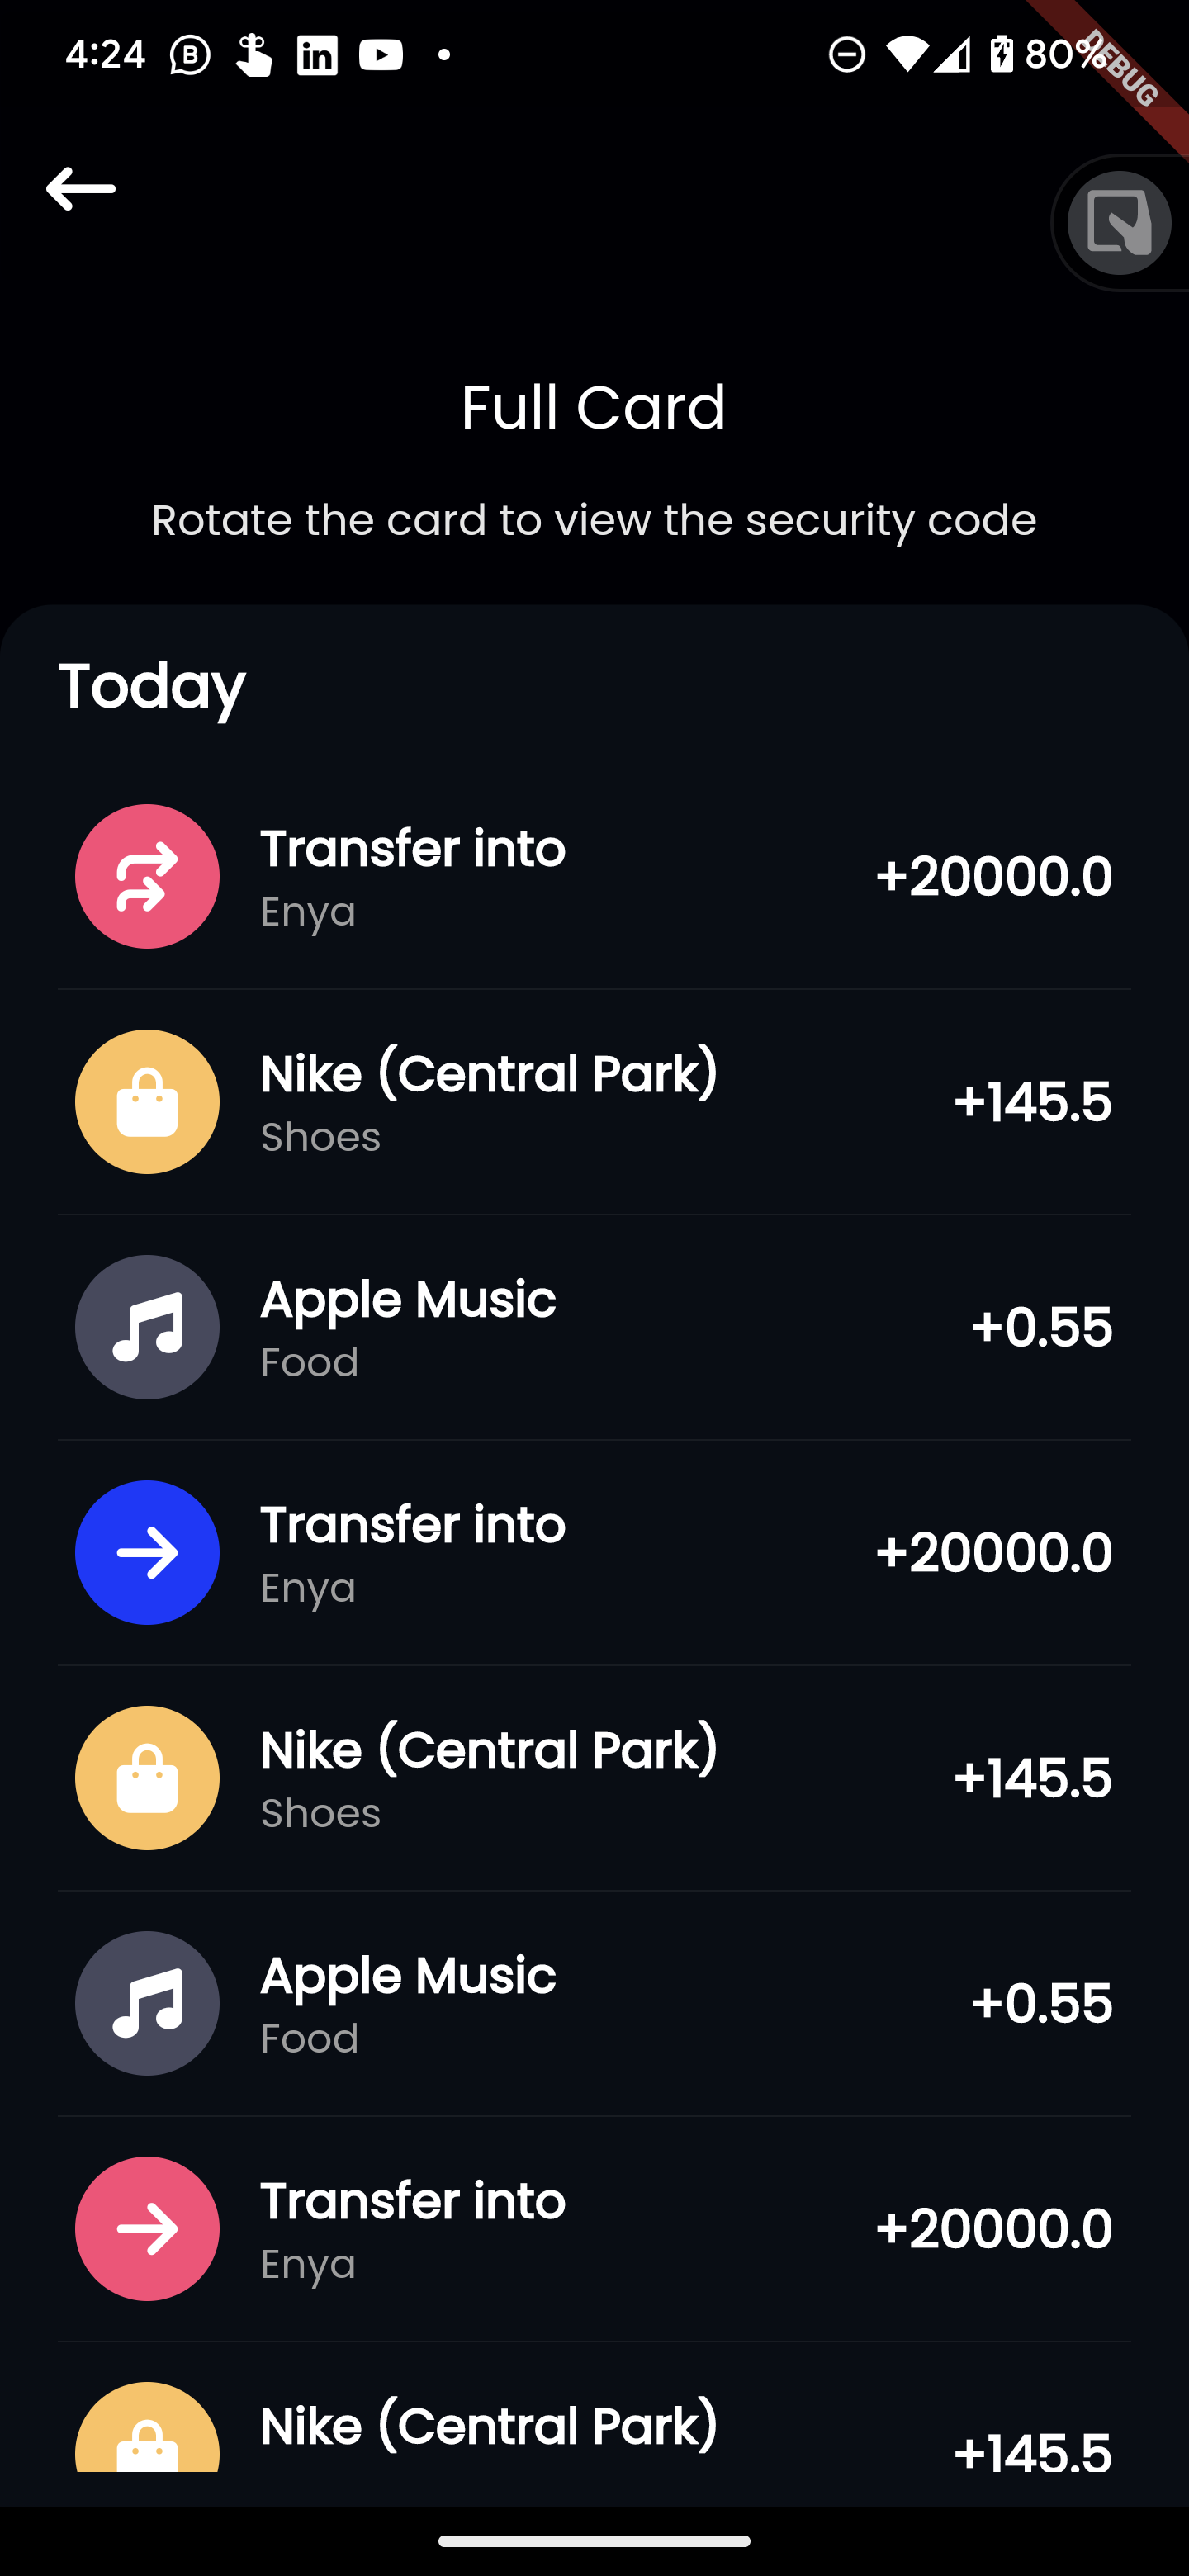 4:24
80%
DEBUG
Full Card
Rotate the card to view the security code
Today
Transfer into
Enya
+20000.0
Nike (Central Park)
Shoes
+145.5
Apple Music
Food
+0.55
Transfer into
Enya
+20000.0
Nike (Central Park)
Shoes
+145.5
Apple Music
Food
+0.55
Transfer into
Enya
+20000.0
Nike (Central Park)
+145.5